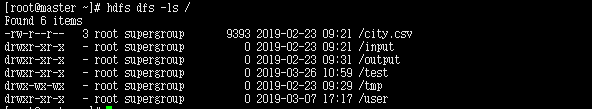 [root@master ~]# hdfs dfs -ls /
Found 6 items
-rw-r--r--   3 root supergroup       9393 2019-02-23 09:21 /city.csv
drwxr-xr-x   - root supergroup          0 2019-02-23 09:21 /input
drwxr-xr-x   - root supergroup          0 2019-02-23 09:31 /output
drwxr-xr-x   - root supergroup          0 2019-03-26 10:59 /test
drwx-wx-wx   - root supergroup          0 2019-02-23 09:29 /tmp
drwxr-xr-x   - root supergroup          0 2019-03-07 17:17 /user